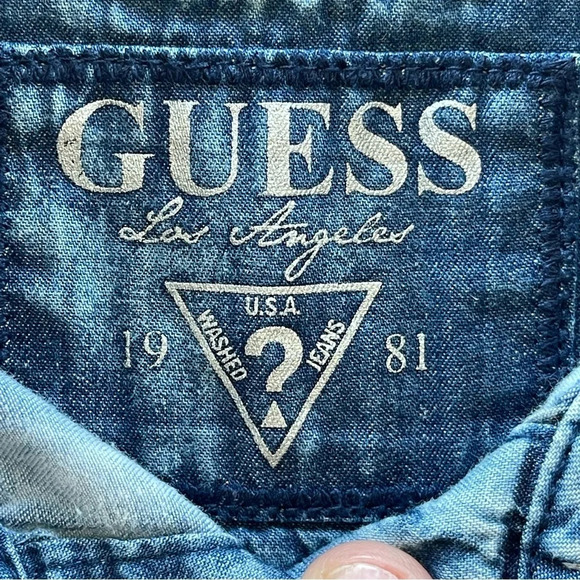 GUESS
Los Angeles
U.S.A.
19 81
WASHED
?
JEANS